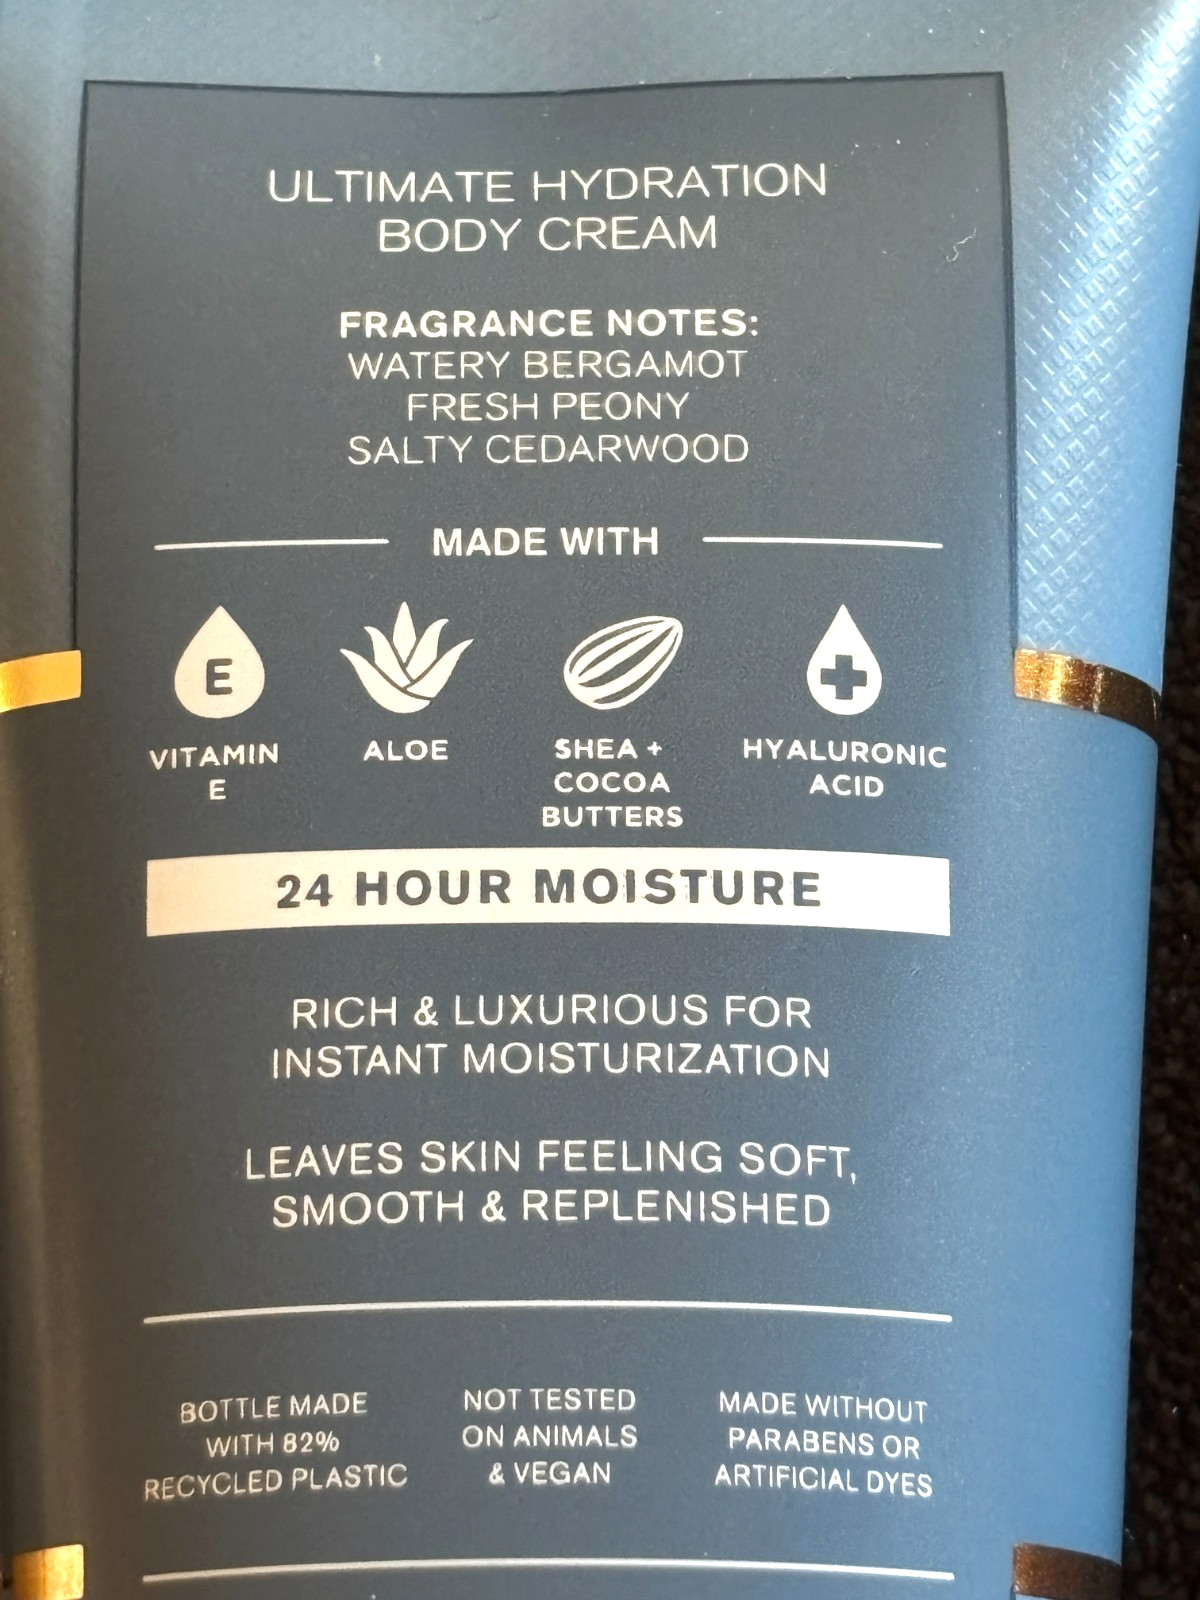 ULTIMATE HYDRATION
BODY CREAM
FRAGRANCE NOTES:
WATERY BERGAMOT
FRESH PEONY
SALTY CEDARWOOD
MADE WITH
E
VITAMIN
E
ALOE
SHEA +
COCOA
BUTTERS
HYALURONIC
ACID
24 HOUR MOISTURE
RICH & LUXURIOUS FOR
INSTANT MOISTURIZATION
LEAVES SKIN FEELING SOFT,
SMOOTH & REPLENISHED
BOTTLE MADE
WITH 82%
RECYCLED PLASTIC
NOT TESTED
ON ANIMALS
& VEGAN
MADE WITHOUT
PARABENS OR
ARTIFICIAL DYES